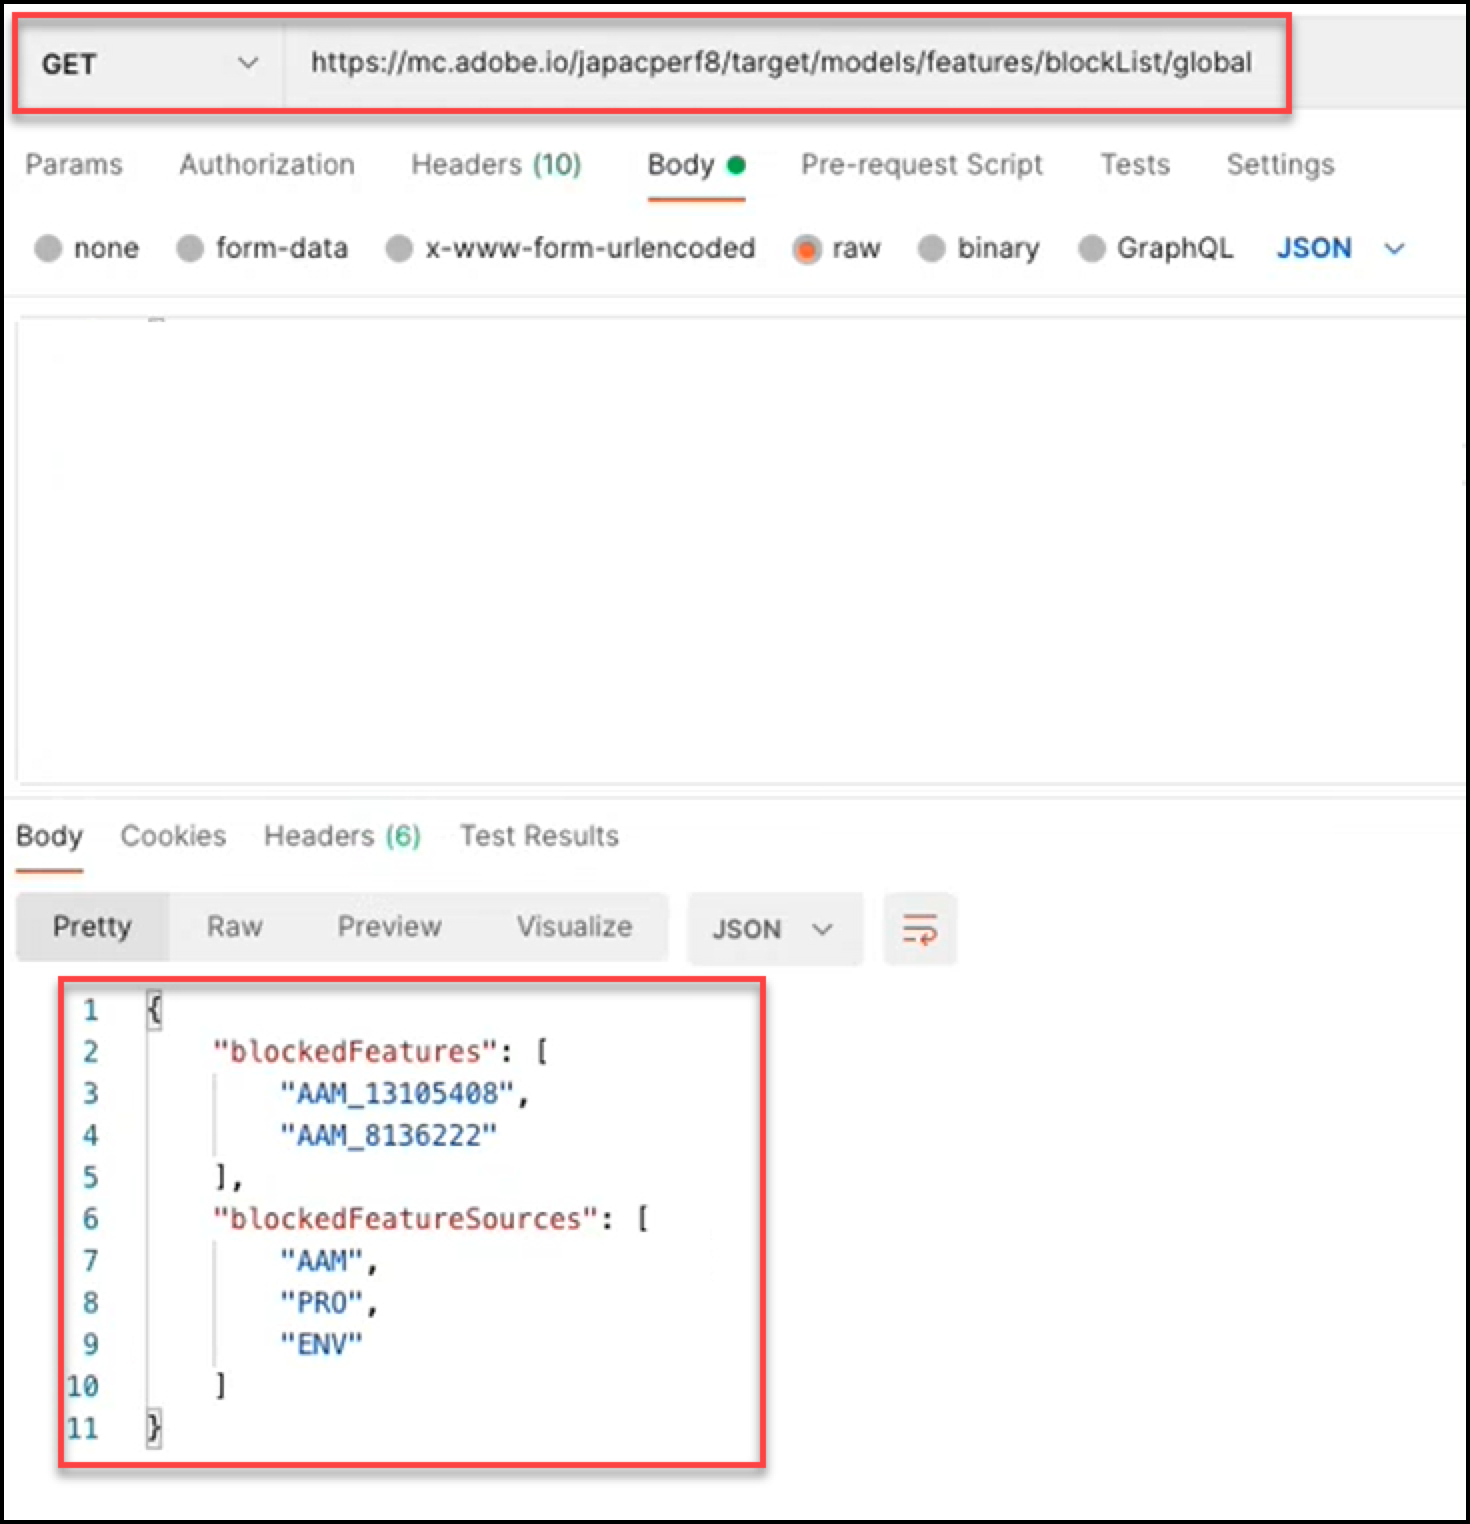 GET https://mc.adobe.io/japacperf8/target/models/features/blockList/global
Params Authorization Headers (10) Body Pre-request Script Tests Settings
none form-data x-www-form-urlencoded raw binary GraphQL JSON
Body Cookies Headers (6) Test Results
Pretty Raw Preview Visualize JSON
1 {
2 "blockedFeatures": [
3 "AAM_13105408",
4 "AAM_8136222"
5 ],
6 "blockedFeatureSources": [
7 "AAM",
8 "PRO",
9 "ENV"
10 ]
11 }